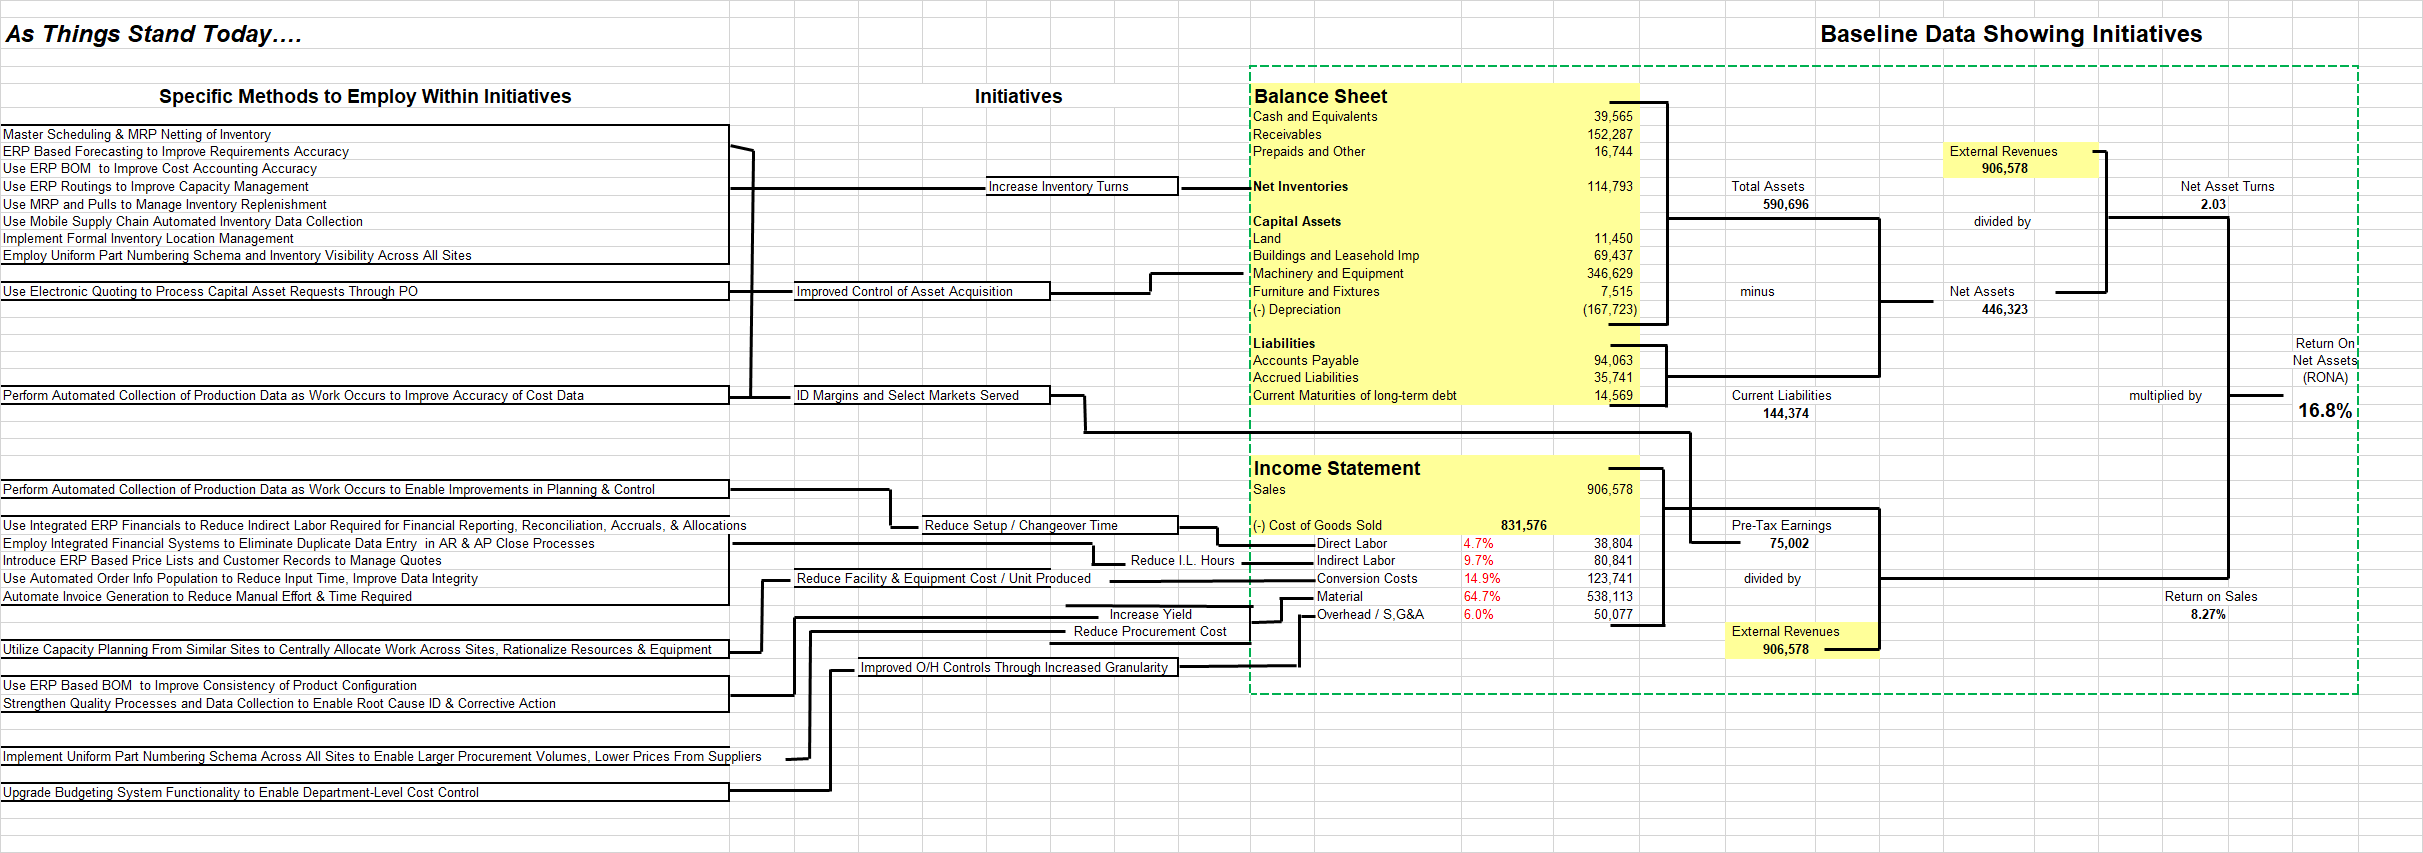 As Things Stand Today….
Baseline Data Showing Initiatives
Specific Methods to Employ Within Initiatives
Initiatives
Master Scheduling & MRP Netting of Inventory
ERP Based Forecasting to Improve Requirements Accuracy
Use ERP BOM  to Improve Cost Accounting Accuracy
Use ERP Routings to Improve Capacity Management
Use MRP and Pulls to Manage Inventory Replenishment
Use Mobile Supply Chain Automated Inventory Data Collection
Implement Formal Inventory Location Management
Employ Uniform Part Numbering Schema and Inventory Visibility Across All Sites
Use Electronic Quoting to Process Capital Asset Requests Through PO
Perform Automated Collection of Production Data as Work Occurs to Improve Accuracy of Cost Data
Perform Automated Collection of Production Data as Work Occurs to Enable Improvements in Planning & Control
Use Integrated ERP Financials to Reduce Indirect Labor Required for Financial Reporting, Reconciliation, Accruals, & Allocations
Employ Integrated Financial Systems to Eliminate Duplicate Data Entry  in AR & AP Close Processes
Introduce ERP Based Price Lists and Customer Records to Manage Quotes
Use Automated Order Info Population to Reduce Input Time, Improve Data Integrity
Automate Invoice Generation to Reduce Manual Effort & Time Required
Utilize Capacity Planning From Similar Sites to Centrally Allocate Work Across Sites, Rationalize Resources & Equipment
Use ERP Based BOM  to Improve Consistency of Product Configuration
Strengthen Quality Processes and Data Collection to Enable Root Cause ID & Corrective Action
Implement Uniform Part Numbering Schema Across All Sites to Enable Larger Procurement Volumes, Lower Prices From Suppliers
Upgrade Budgeting System Functionality to Enable Department-Level Cost Control
Increase Inventory Turns
Improved Control of Asset Acquisition
ID Margins and Select Markets Served
Reduce Setup / Changeover Time
Reduce I.L. Hours
Reduce Facility & Equipment Cost / Unit Produced
Increase Yield
Reduce Procurement Cost
Improved O/H Controls Through Increased Granularity
Balance Sheet
Cash and Equivalents 39,565
Receivables 152,287
Prepaids and Other 16,744
Net Inventories 114,793
Capital Assets
Land 11,450
Buildings and Leasehold Imp 69,437
Machinery and Equipment 346,629
Furniture and Fixtures 7,515
(-) Depreciation (167,723)
Liabilities
Accounts Payable 94,063
Accrued Liabilities 35,741
Current Maturities of long-term debt 14,569
Income Statement
Sales 906,578
(-) Cost of Goods Sold 831,576
Direct Labor 4.7% 38,804
Indirect Labor 9.7% 80,841
Conversion Costs 14.9% 123,741
Material 64.7% 538,113
Overhead / S,G&A 6.0% 50,077
Total Assets
590,696
minus
Current Liabilities
144,374
Pre-Tax Earnings
75,002
divided by
External Revenues
906,578
External Revenues
906,578
divided by
Net Assets
446,323
Net Asset Turns
2.03
multiplied by
Return on Sales
8.27%
Return On
Net Assets
(RONA)
16.8%